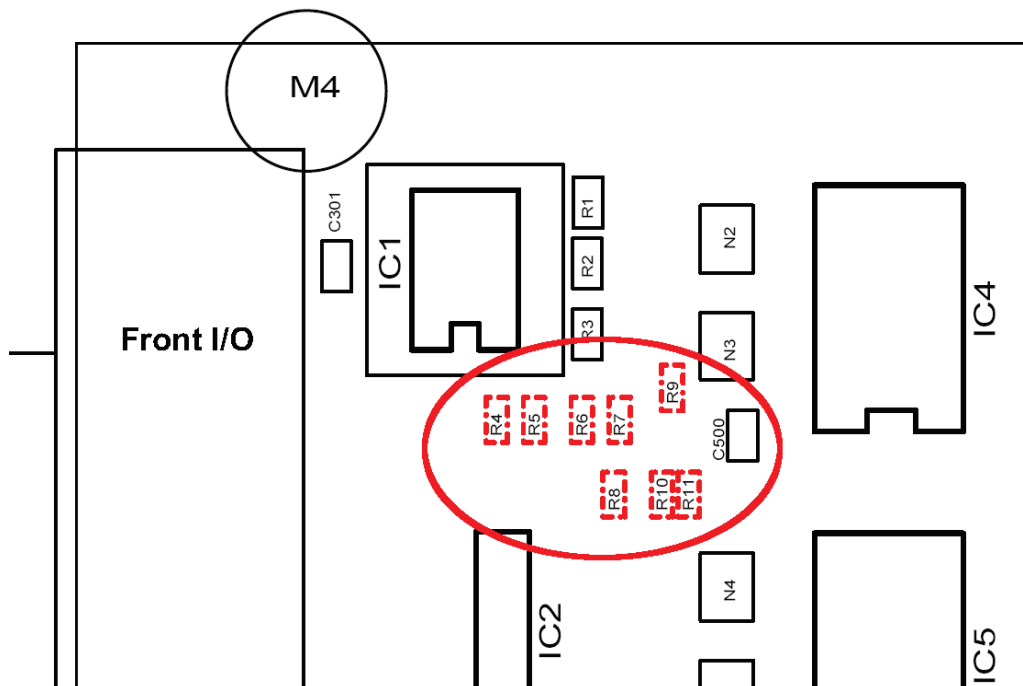 M4
C301
IC1
R1
R2
R3
N2
N3
IC4
Front I/O
R9
R4
R5
R6
R7
C500
R8
R10
R11
IC2
N4
IC5